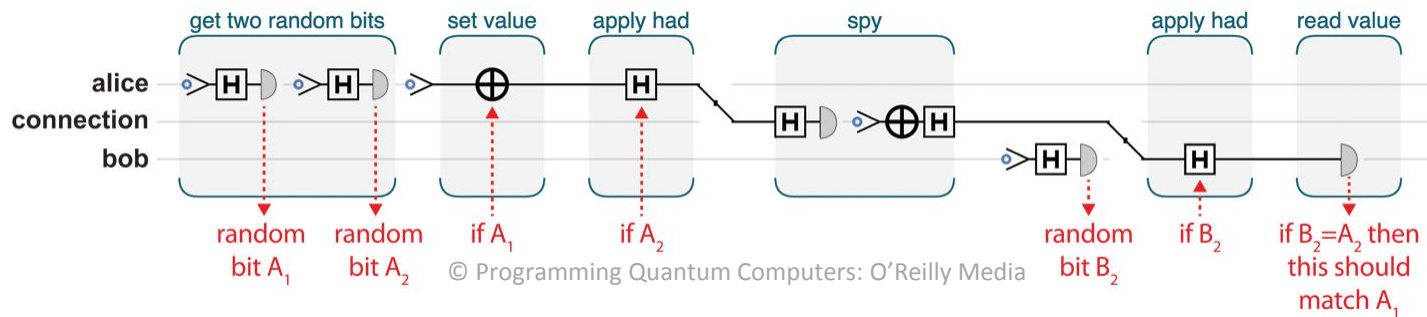 get two random bits
set value
apply had
spy
apply had
read value
alice
connection
bob
H
H
H
H
H
H
H
random
bit A₁
random
bit A₂
if A₁
if A₂
random
bit B₂
if B₂
if B₂=A₂ then
this should
match A₁
© Programming Quantum Computers: O’Reilly Media